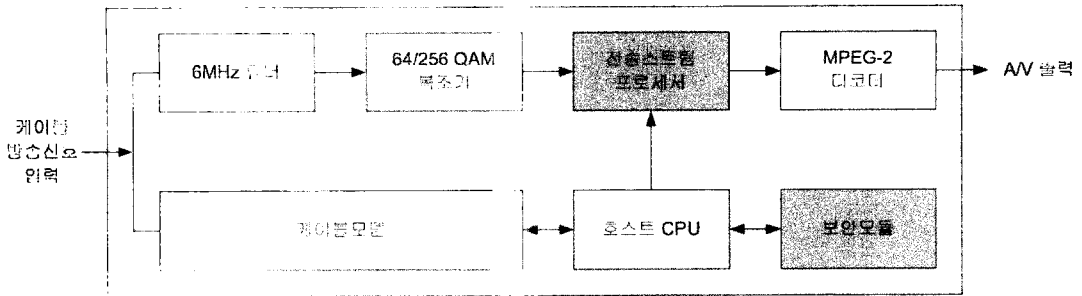 6MHz 튜너
64/256 QAM
복조기
전송스트림
프로세서
MPEG-2
디코더
A/V 출력
케이블
방송신호
입력
케이블모뎀
호스트 CPU
보안모듈